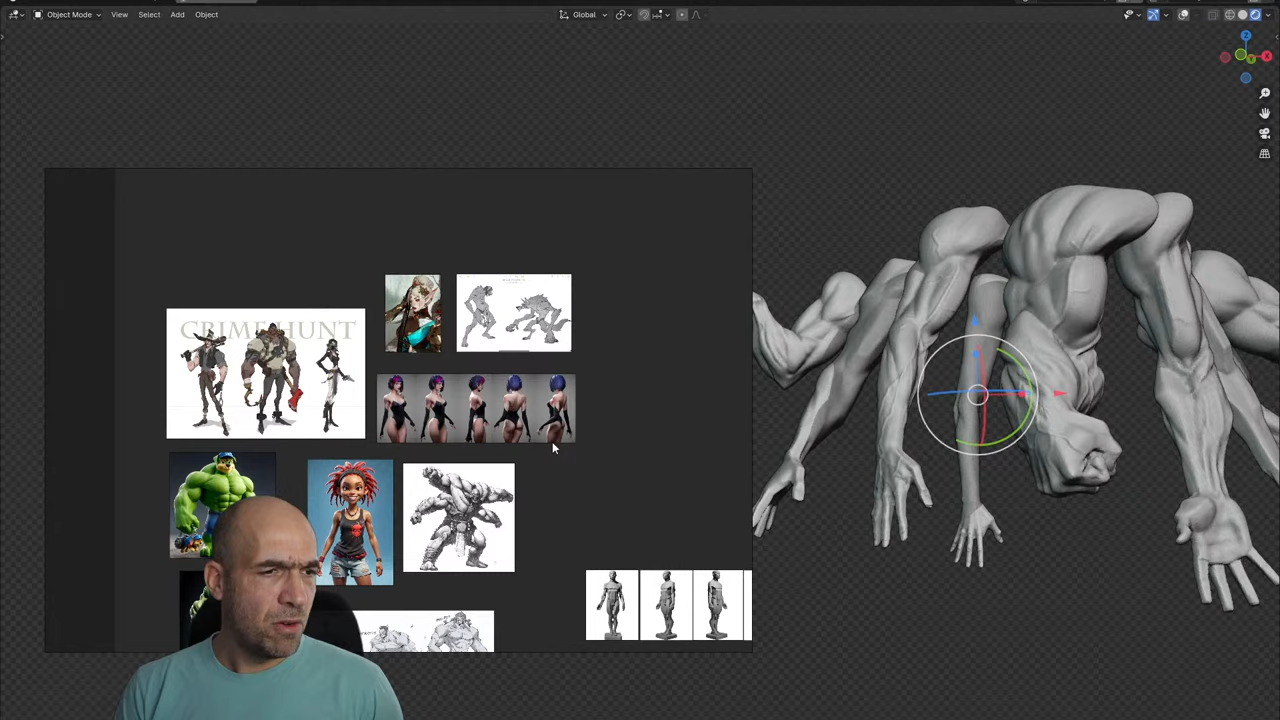 Object Mode
View
Select
Add
Object
Global
CRIME HUNT
Z
X
Y